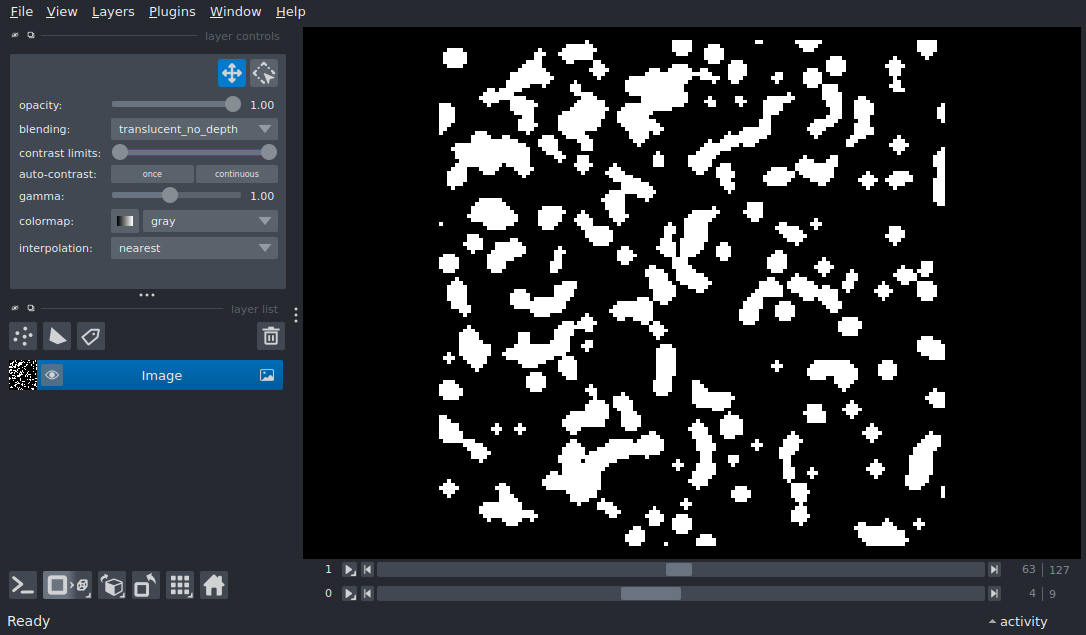 File View Layers Plugins Window Help
layer controls
opacity: 1.00
blending: translucent_no_depth
contrast limits:
auto-contrast: once continuous
gamma: 1.00
colormap: gray
interpolation: nearest
layer list
Image
1 63 127
0 4 9
Ready activity